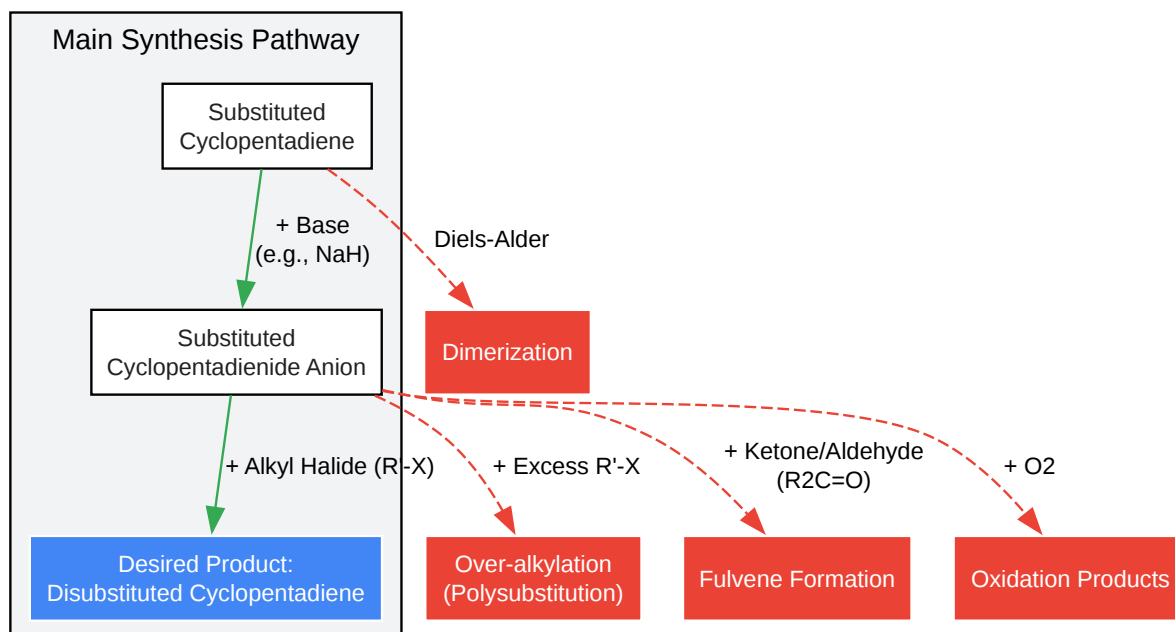 Main Synthesis Pathway
Substituted
Cyclopentadiene
+ Base
(e.g., NaH)
Diels-Alder
Substituted
Cyclopentadienide Anion
Dimerization
+ Alkyl Halide (R'-X)
+ Excess R'-X
+ Ketone/Aldehyde
(R2C=O)
+ O2
Desired Product:
Disubstituted Cyclopentadiene
Over-alkylation
(Polysubstitution)
Fulvene Formation
Oxidation Products